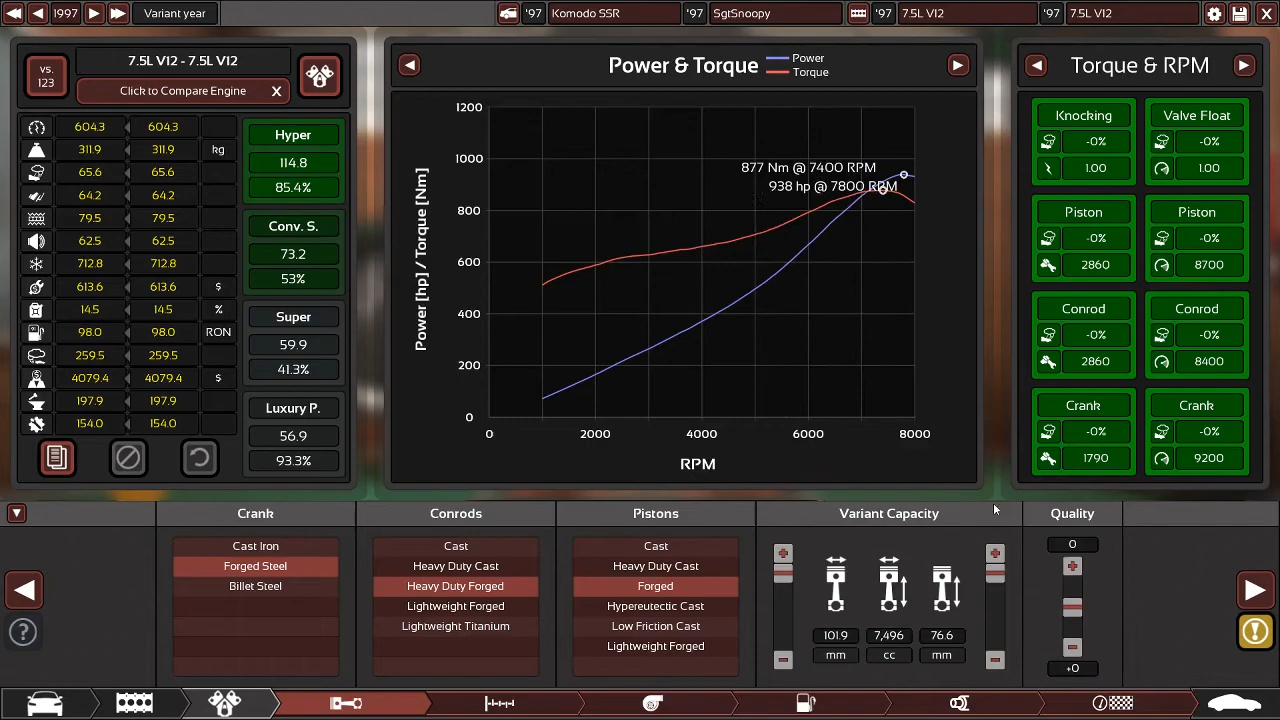 1997 Variant year '97 Komodo SSR '97 SgtSnoopy '97 7.5L V12 '97 7.5L V12
vs. 123
7.5L V12 - 7.5L V12
Click to Compare Engine X
604.3 604.3
311.9 311.9 kg
65.6 65.6
64.2 64.2
79.5 79.5
62.5 62.5
712.8 712.8
613.6 613.6 $
14.5 14.5 %
98.0 98.0 RON
259.5 259.5
4079.4 4079.4 $
197.9 197.9
154.0 154.0
Hyper
114.8
85.4%
Conv. S.
73.2
53%
Super
59.9
41.3%
Luxury P.
56.9
93.3%
Power & Torque
Power
Torque
Power [hp] / Torque [Nm]
1200
1000
800
600
400
200
0
877 Nm @ 7400 RPM
938 hp @ 7800 RPM
0 2000 4000 6000 8000
RPM
Torque & RPM
Knocking Valve Float
-0% -0%
1.00 1.00
Piston Piston
-0% -0%
2860 8700
Conrod Conrod
-0% -0%
2860 8400
Crank Crank
-0% -0%
1790 9200
Crank
Cast Iron
Forged Steel
Billet Steel
Conrods
Cast
Heavy Duty Cast
Heavy Duty Forged
Lightweight Forged
Lightweight Titanium
Pistons
Cast
Heavy Duty Cast
Forged
Hypereutectic Cast
Low Friction Cast
Lightweight Forged
Variant Capacity
101.9 7,496 76.6
mm cc mm
Quality
0
+0